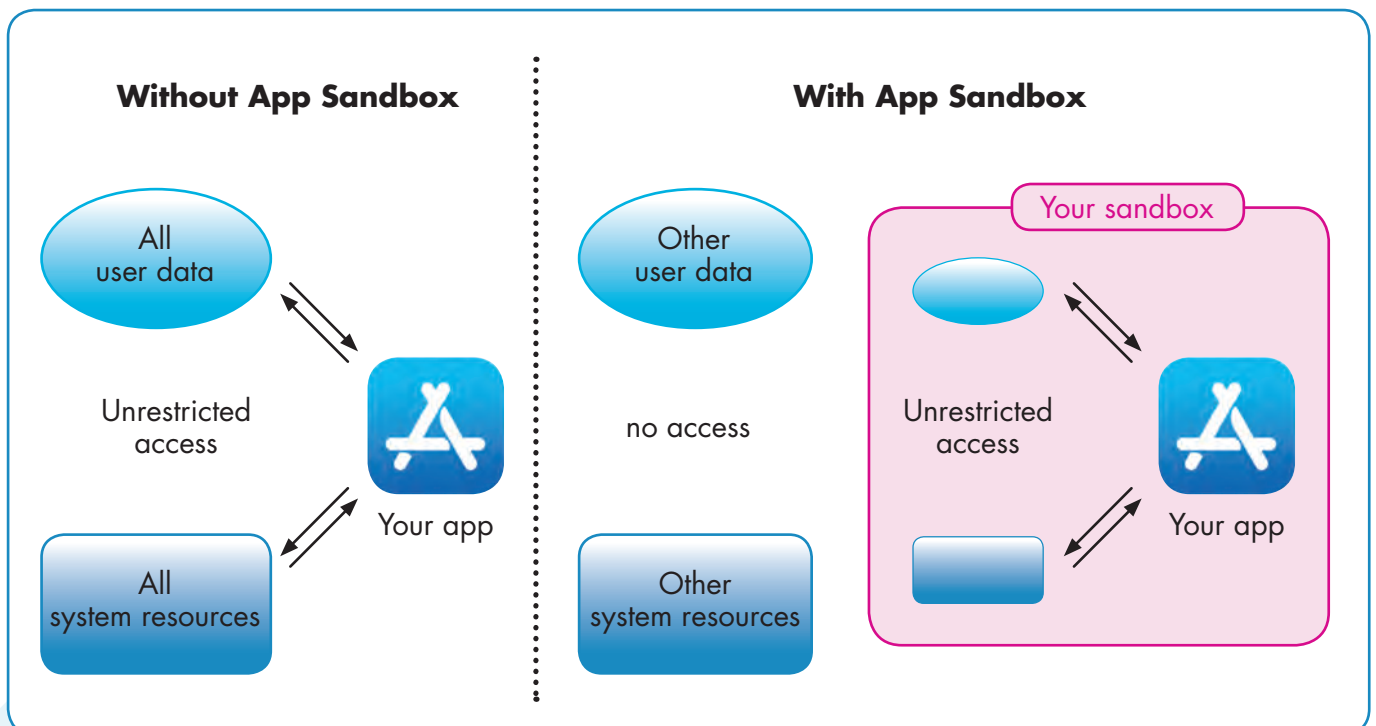 Without App Sandbox
All
user data
Unrestricted
access
Your app
All
system resources
With App Sandbox
Other
user data
no access
Other
system resources
Your sandbox
Unrestricted
access
Your app